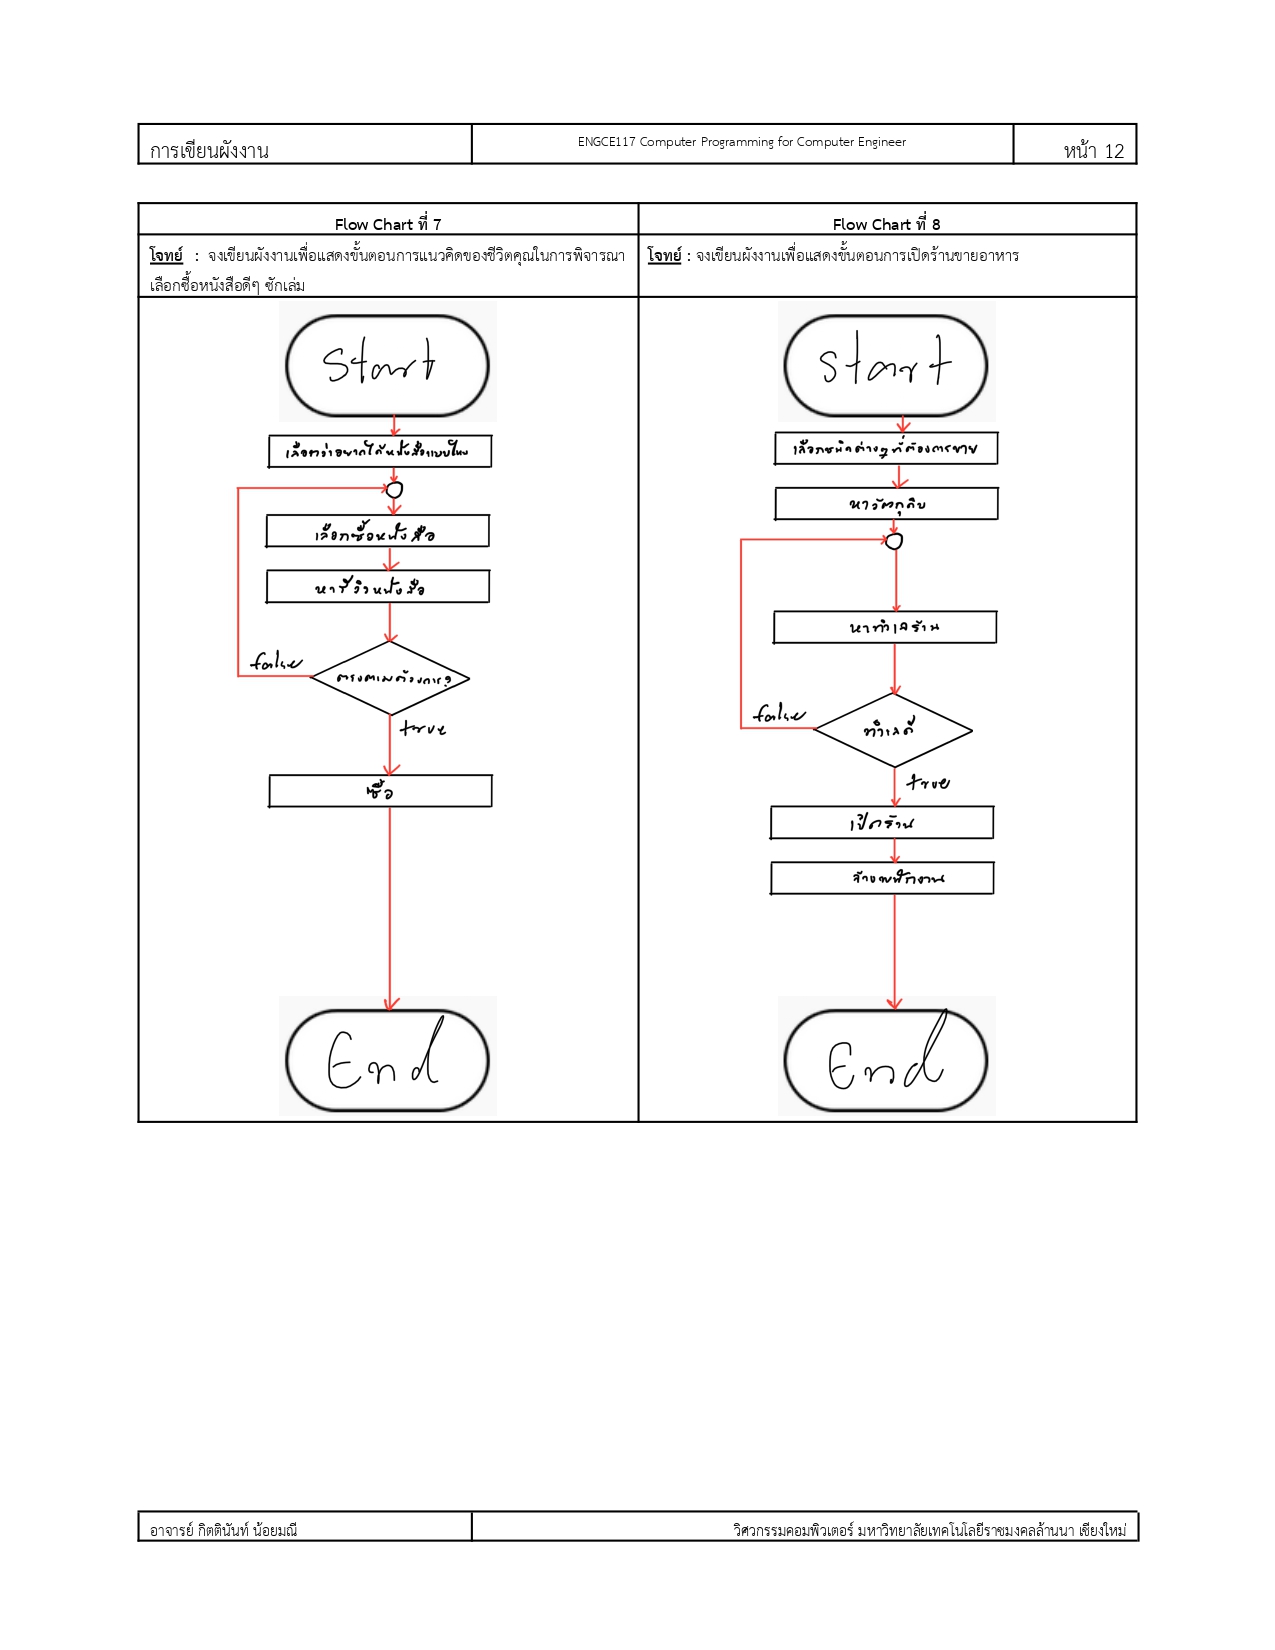 การเขียนผังงาน
ENGCE117 Computer Programming for Computer Engineer
หน้า 12
Flow Chart ที่ 7
โจทย์ : จงเขียนผังงานเพื่อแสดงขั้นตอนการแนวคิดของชีวิตคุณในการพิจารณา
เลือกซื้อหนังสือดีๆ ซักเล่ม
Start
เลือกว่าอยากได้หนังสือแบบไหน
เลือกซื้อหนังสือ
หารีวิวหนังสือ
ตรงตามต้องการ?
false
true
ซื้อ
End
Flow Chart ที่ 8
โจทย์ : จงเขียนผังงานเพื่อแสดงขั้นตอนการเปิดร้านขายอาหาร
Start
เลือกชนิดต่างๆที่ต้องการขาย
หาวัตถุดิบ
หาทำเลร้าน
ทำเลดี
false
true
เปิดร้าน
จ้างพนักงาน
End
อาจารย์ กิตตินันท์ น้อยมณี
วิศวกรรมคอมพิวเตอร์ มหาวิทยาลัยเทคโนโลยีราชมงคลล้านนา เชียงใหม่